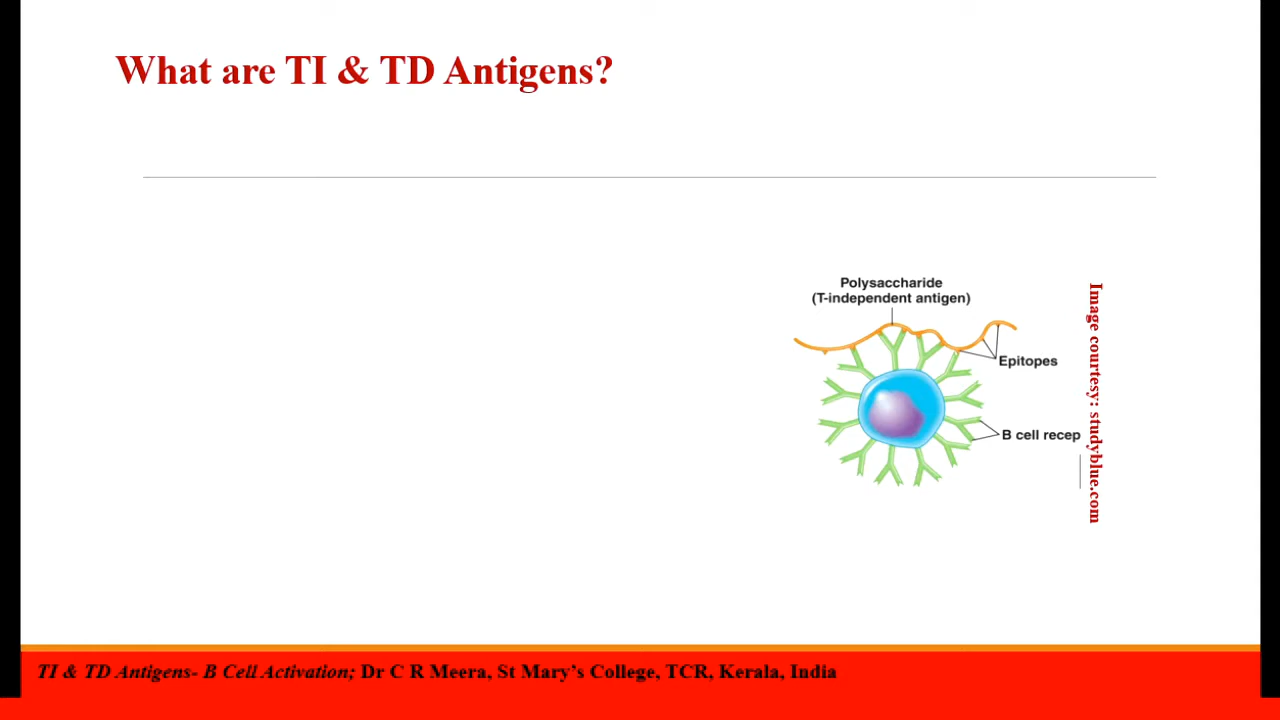 What are TI & TD Antigens?
Polysaccharide
(T-independent antigen)
Epitopes
B cell recep
Image courtesy: studyblue.com
TI & TD Antigens- B Cell Activation; Dr C R Meera, St Mary's College, TCR, Kerala, India